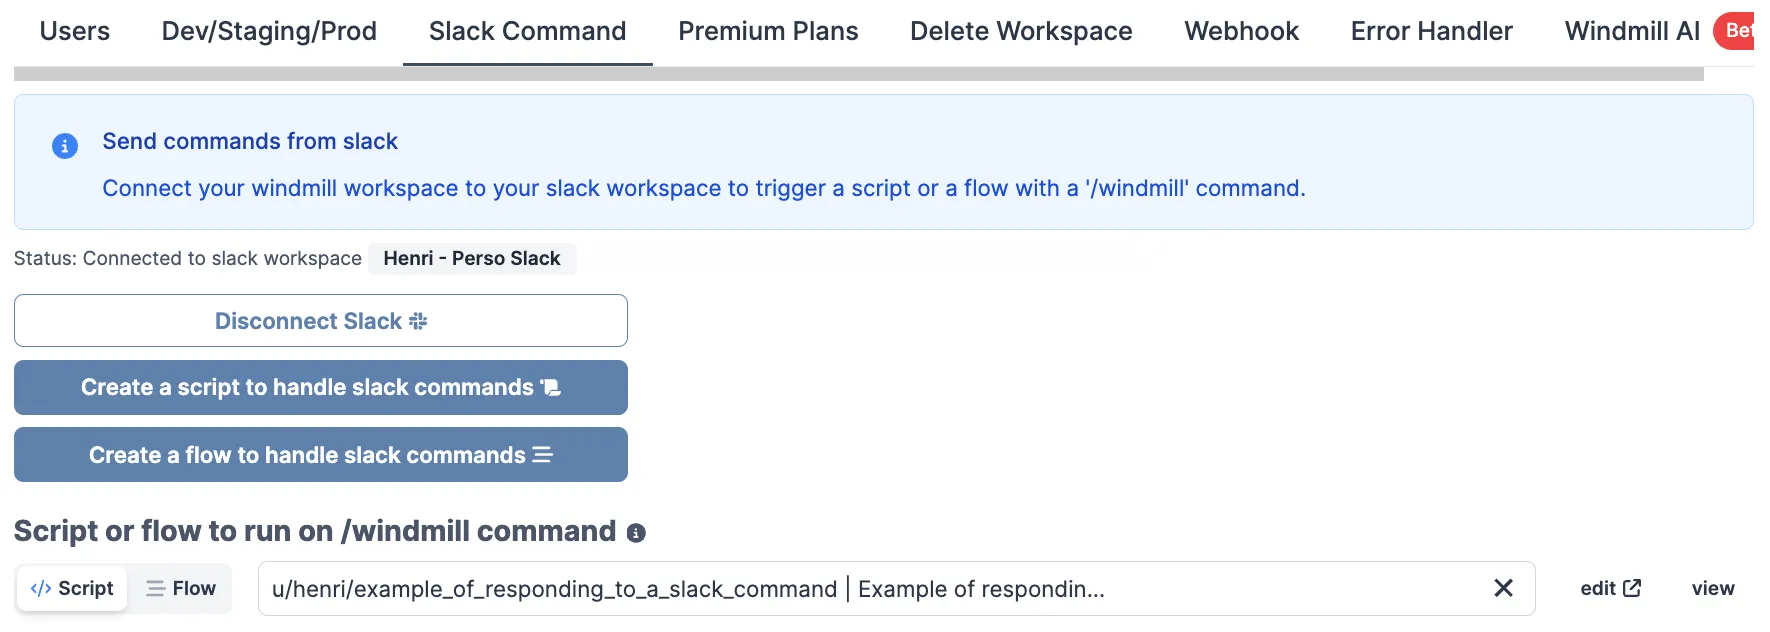 Users Dev/Staging/Prod Slack Command Premium Plans Delete Workspace Webhook Error Handler Windmill AI Bet
Send commands from slack
Connect your windmill workspace to your slack workspace to trigger a script or a flow with a '/windmill' command.
Status: Connected to slack workspace Henri - Perso Slack
Disconnect Slack
Create a script to handle slack commands
Create a flow to handle slack commands
Script or flow to run on /windmill command
</> Script Flow u/henri/example_of_responding_to_a_slack_command | Example of respondin... edit view